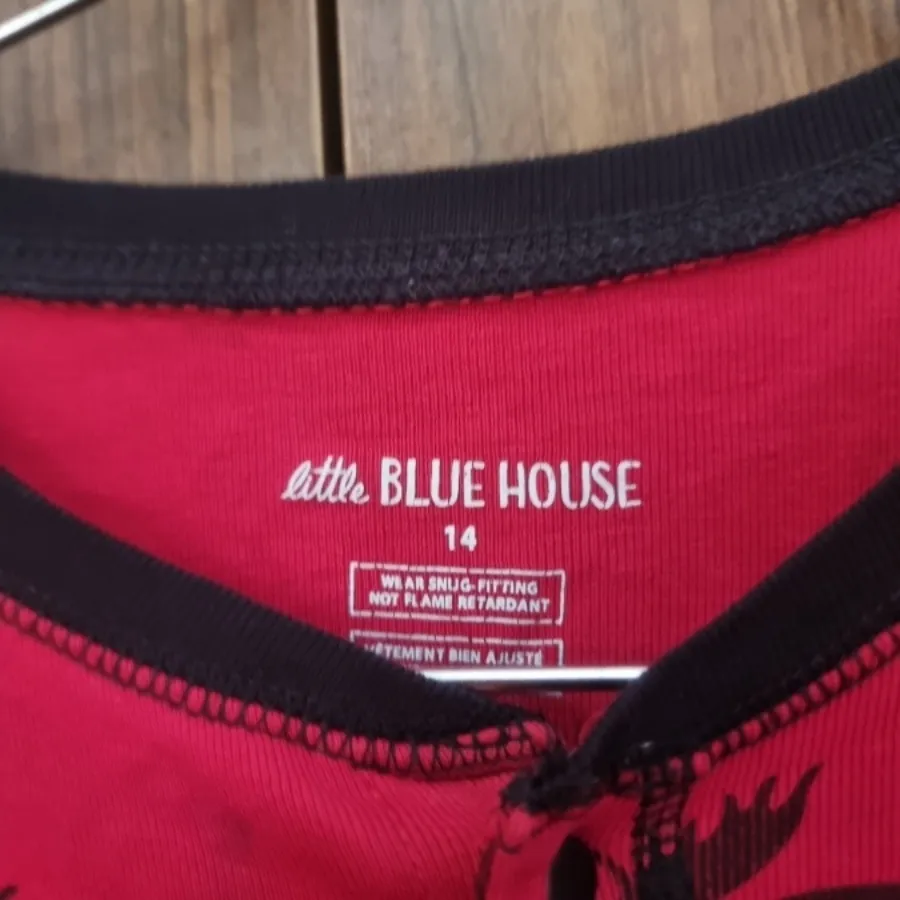 little BLUE HOUSE
14
WEAR SNUG-FITTING
NOT FLAME RETARDANT
VÊTEMENT BIEN AJUSTÉ